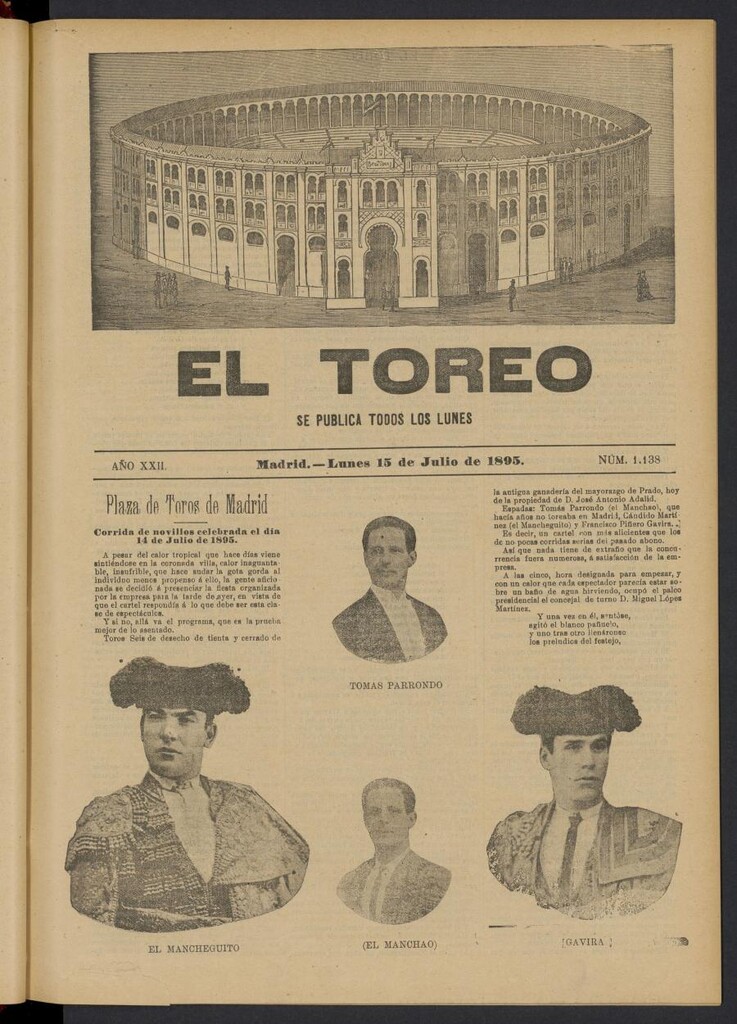 EL TOREO
SE PUBLICA TODOS LOS LUNES
AÑO XXII.
Madrid.—Lunes 15 de Julio de 1895.
NÚM. 1.138
Plaza de Toros de Madrid
Corrida de novillos celebrada el día
14 de Julio de 1895.
A pesar del calor tropical que hace días viene
sintiéndose en la coronada villa, calor inaguanta-
ble, insufrible, que hace sudar la gota gorda al
individuo menos propenso á ello, la gente aficio-
nada se decidió á presenciar la fiesta organizada
por la empresa para la tarde de ayer, en vista de
que el cartel respondía á lo que debe ser esta cla-
se de espectáculos.
Y si no, allá va el programa, que es la prueba
mejor de lo asentado.
Toros Seis de desecho de tienta y cerrado de
la antigua ganadería del mayorazgo de Prado, hoy
de la propiedad de D. José Antonio Adalid.
Espadas: Tomás Parrondo (el Manchao), que
hacía años no toreaba en Madrid, Cándido Martí-
nez (el Mancheguito) y Francisco Piñero Gavira.
Es decir, un cartel con más alicientes que los
de no pocas corridas serias del pasado abono.
Así que nada tiene de extraño que la concu-
rrencia fuera numerosa, á satisfacción de la em-
presa.
A las cinco, hora designada para empezar, y
con un calor que cada espectador parecía estar so-
bre un baño de agua hirviendo, ocupó el palco
presidencial el concejal de turno D. Miguel López
Martínez.
Y una vez en él, sentóse,
agitó el blanco pañuelo,
y uno tras otro llenáronse
los preludios del festejo,
TOMAS PARRONDO
EL MANCHEGUITO
(EL MANCHAO)
(GAVIRA)